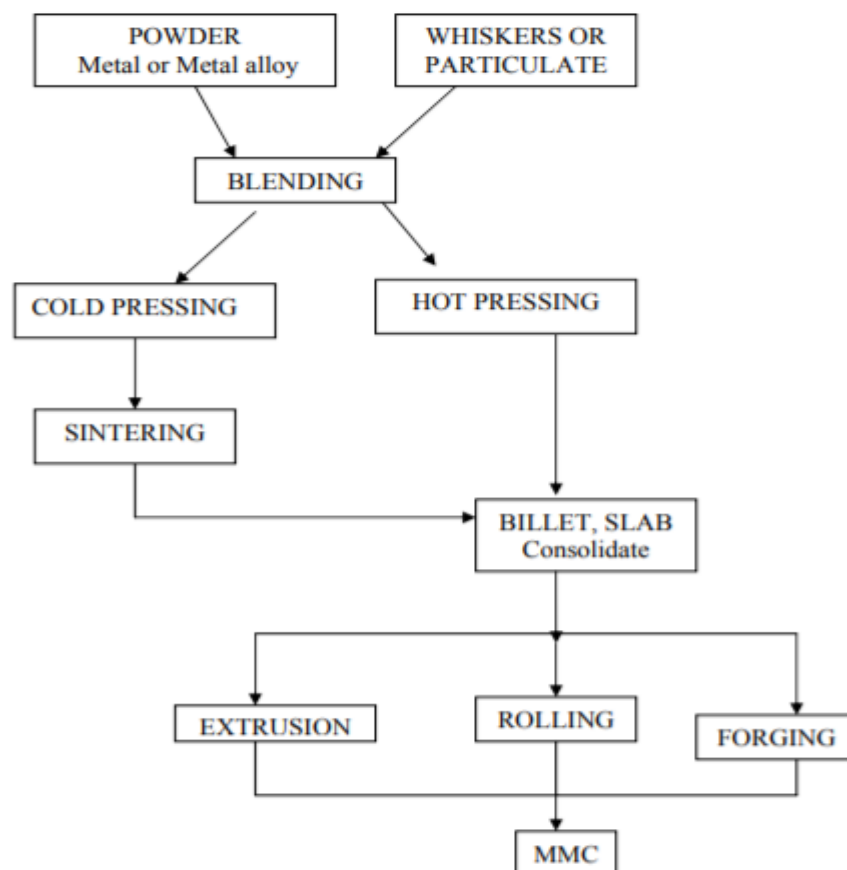 POWDER
Metal or Metal alloy
WHISKERS OR
PARTICULATE
BLENDING
COLD PRESSING
HOT PRESSING
SINTERING
BILLET, SLAB
Consolidate
EXTRUSION
ROLLING
FORGING
MMC